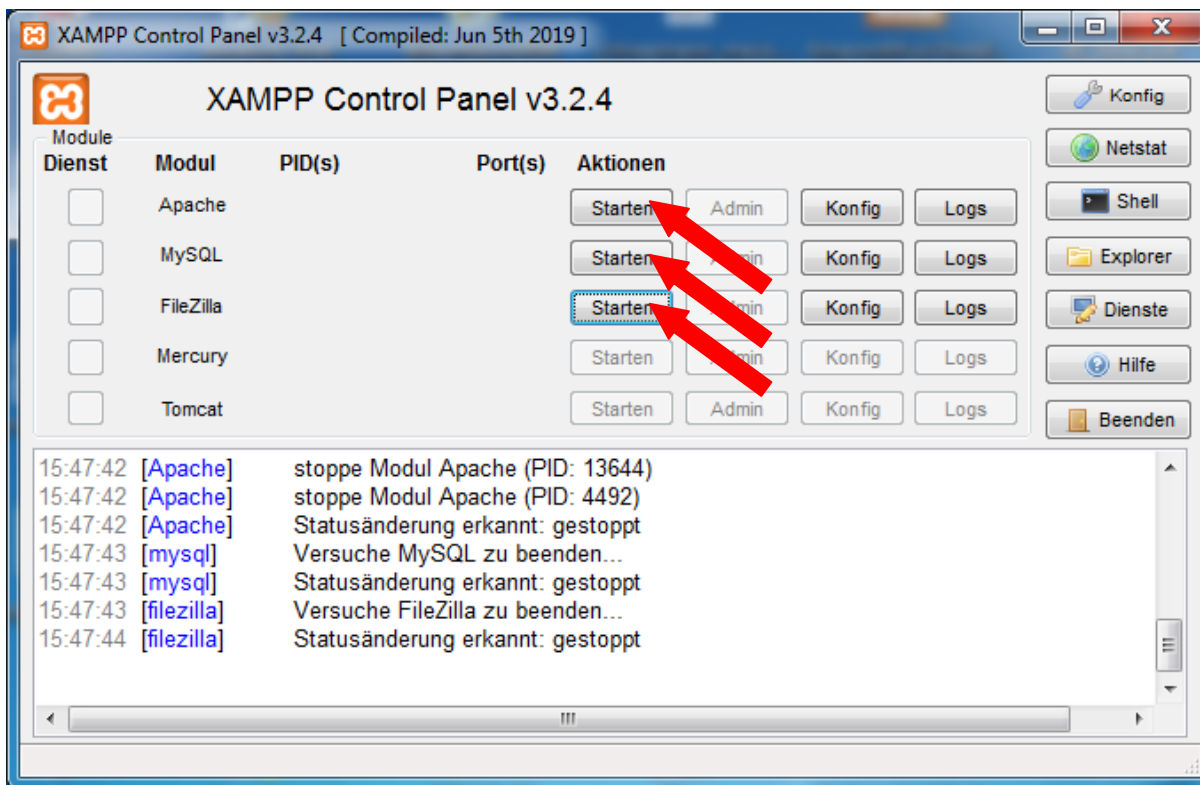 XAMPP Control Panel v3.2.4 [ Compiled: Jun 5th 2019 ]
XAMPP Control Panel v3.2.4
Konfig
Module
Dienst Modul PID(s) Port(s) Aktionen
Netstat
Apache Starten Admin Konfig Logs
Shell
MySQL Starten Admin Konfig Logs
Explorer
FileZilla Starten Admin Konfig Logs
Dienste
Mercury Starten Admin Konfig Logs
Hilfe
Tomcat Starten Admin Konfig Logs
Beenden
15:47:42 [Apache] stoppe Modul Apache (PID: 13644)
15:47:42 [Apache] stoppe Modul Apache (PID: 4492)
15:47:42 [Apache] Statusänderung erkannt: gestoppt
15:47:43 [mysql] Versuche MySQL zu beenden...
15:47:43 [mysql] Statusänderung erkannt: gestoppt
15:47:43 [filezilla] Versuche FileZilla zu beenden...
15:47:44 [filezilla] Statusänderung erkannt: gestoppt